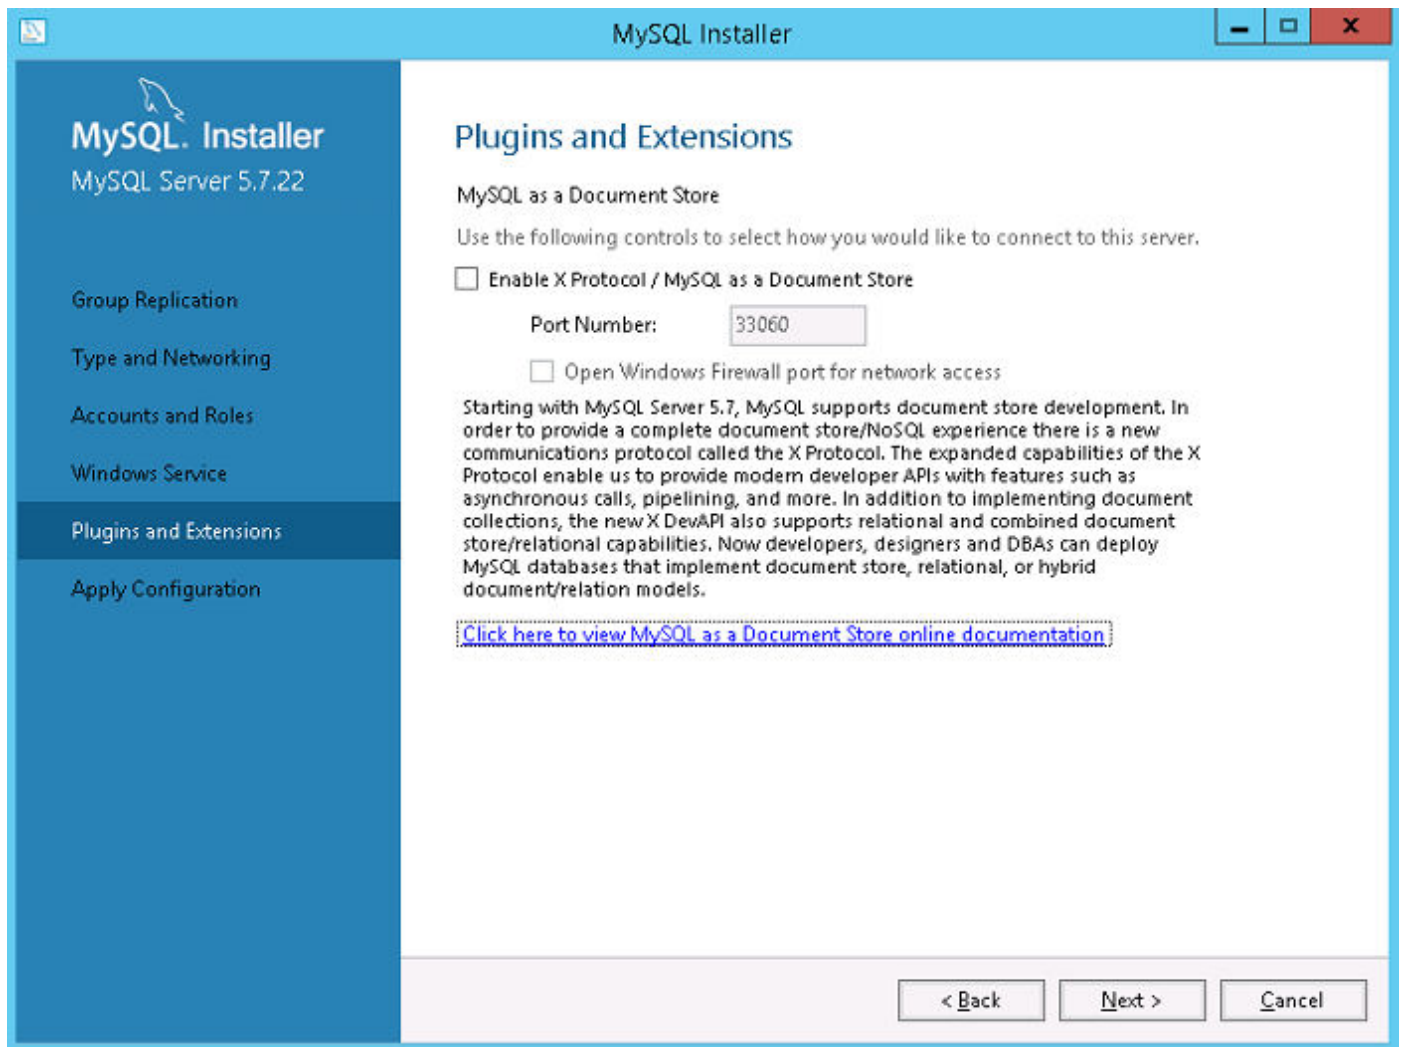 MySQL Installer
MySQL. Installer
MySQL Server 5.7.22
Group Replication
Type and Networking
Accounts and Roles
Windows Service
Plugins and Extensions
Apply Configuration
Plugins and Extensions
MySQL as a Document Store
Use the following controls to select how you would like to connect to this server.
Enable X Protocol / MySQL as a Document Store
Port Number: 33060
Open Windows Firewall port for network access
Starting with MySQL Server 5.7, MySQL supports document store development. In
order to provide a complete document store/NoSQL experience there is a new
communications protocol called the X Protocol. The expanded capabilities of the X
Protocol enable us to provide modern developer APIs with features such as
asynchronous calls, pipelining, and more. In addition to implementing document
collections, the new X DevAPI also supports relational and combined document
store/relational capabilities. Now developers, designers and DBAs can deploy
MySQL databases that implement document store, relational, or hybrid
document/relation models.
Click here to view MySQL as a Document Store online documentation
< Back Next > Cancel